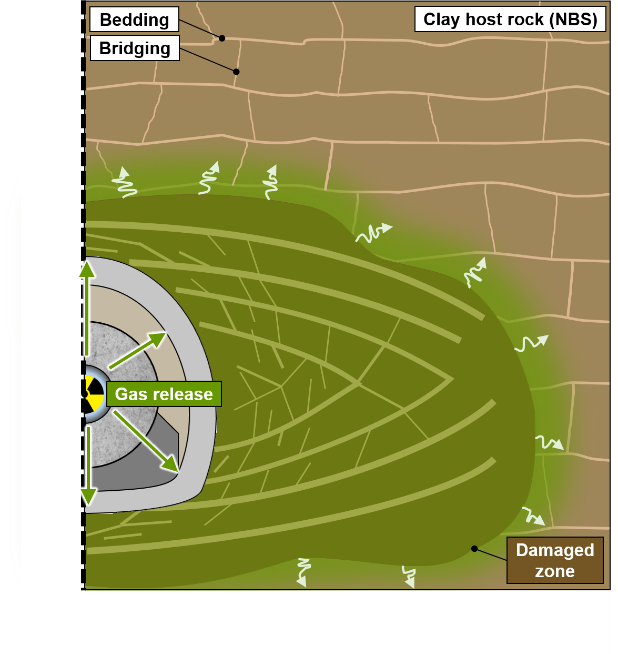 Bedding
Clay host rock (NBS)
Bridging
Gas release
Damaged
zone